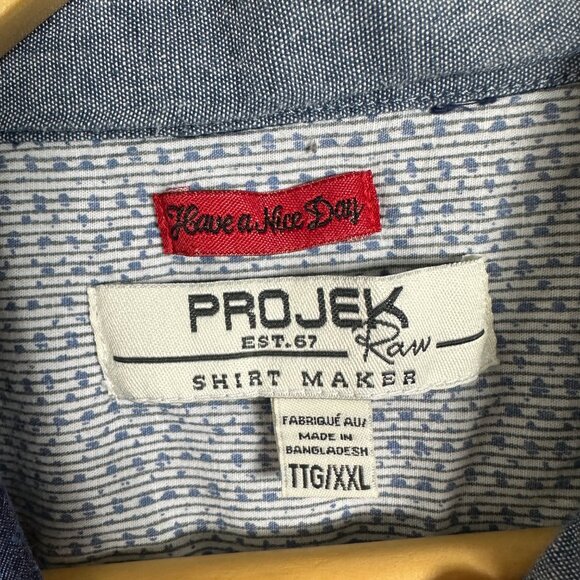 Have a Nice Day
PROJEK
EST.67 Raw
SHIRT MAKER
FABRIQUÉ AU/
MADE IN
BANGLADESH
TTG/XXL